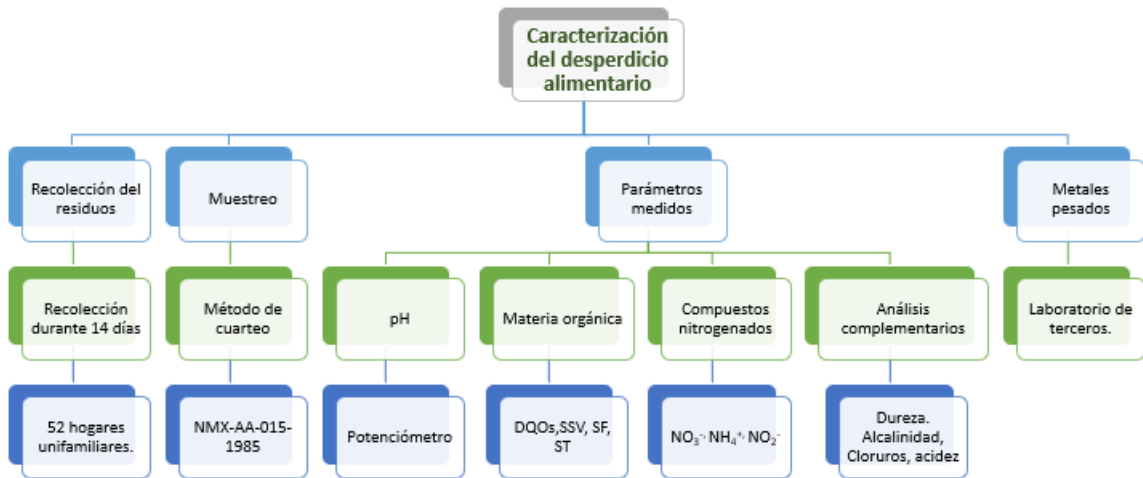 Caracterización
del desperdicio
alimentario
Recolección del
residuos
Muestreo
Parámetros
medidos
Metales
pesados
Recolección
durante 14 días
Método de
cuarteo
pH
Materia orgánica
Compuestos
nitrogenados
Análisis
complementarios
Laboratorio de
terceros.
52 hogares
unifamiliares.
NMX-AA-015-
1985
Potenciómetro
DQOs,SSV, SF,
ST
NO₃⁻, NH₄⁺, NO₂⁻
Dureza.
Alcalinidad,
Cloruros, acidez